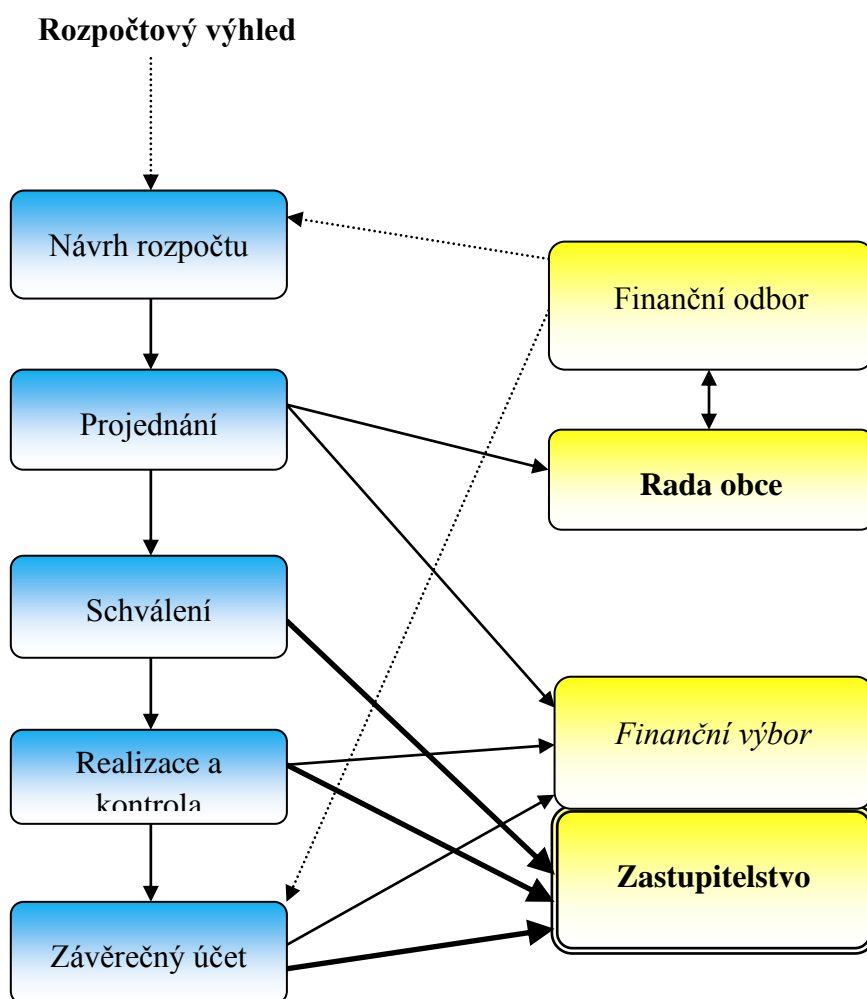 Rozpočtový výhled
Návrh rozpočtu
Finanční odbor
Projednání
Rada obce
Schválení
Finanční výbor
Realizace a
kontrola
Zastupitelstvo
Závěrečný účet